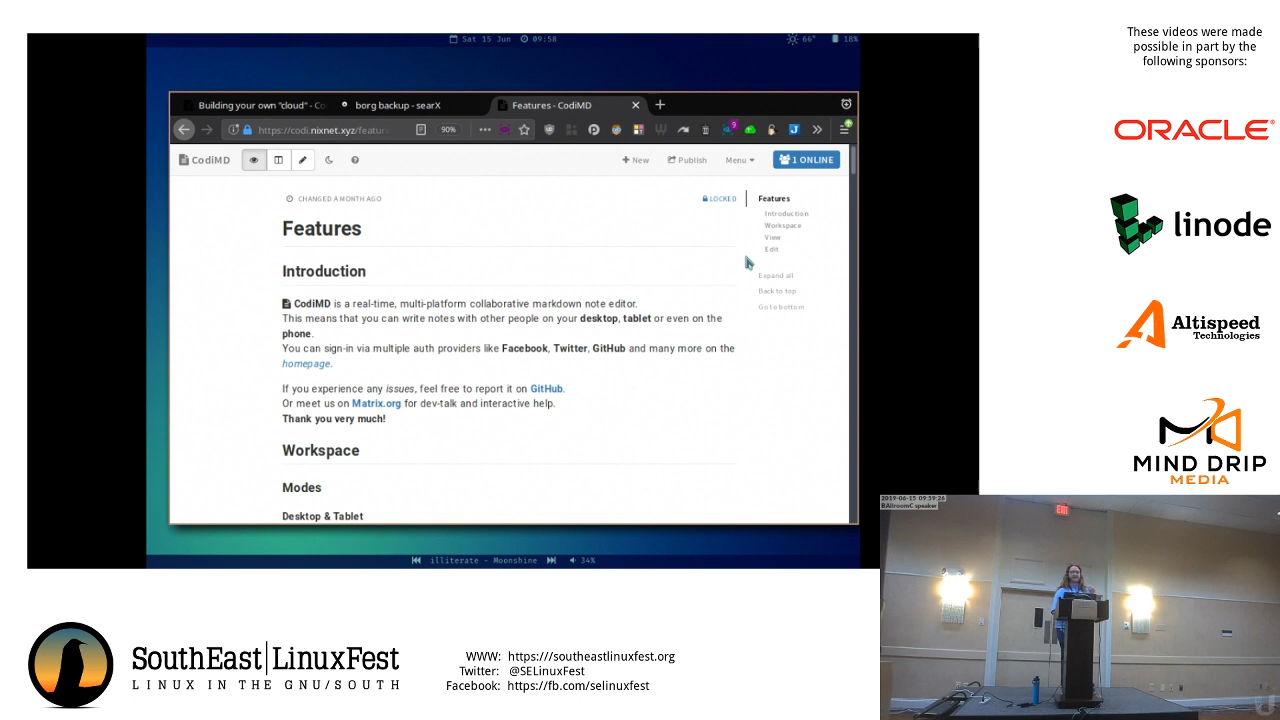 These videos were made
possible in part by the
following sponsors:
ORACLE®
linode
Altispeed
Technologies
MIND DRIP
MEDIA
Sat 15 Jun 09:58
66° 18%
Building your own "cloud" - Co
borg backup - searX
Features - CodiMD
https://codi.nixnet.xyz/feature
90%
9
CodiMD
New
Publish
Menu
1 ONLINE
CHANGED A MONTH AGO
LOCKED
Features
Introduction
Workspace
View
Edit
Expand all
Back to top
Go to bottom
Features
Introduction
CodiMD is a real-time, multi-platform collaborative markdown note editor.
This means that you can write notes with other people on your desktop, tablet or even on the
phone.
You can sign-in via multiple auth providers like Facebook, Twitter, GitHub and many more on the
homepage.
If you experience any issues, feel free to report it on GitHub.
Or meet us on Matrix.org for dev-talk and interactive help.
Thank you very much!
Workspace
Modes
Desktop & Tablet
illiterate - Moonshine 34%
2019-06-15 09:59:26
BAllroomC speaker
EXIT
SouthEast LinuxFest
LINUX IN THE GNU/SOUTH
WWW: https:///southeastlinuxfest.org
Twitter: @SELinuxFest
Facebook: https://fb.com/selinuxfest